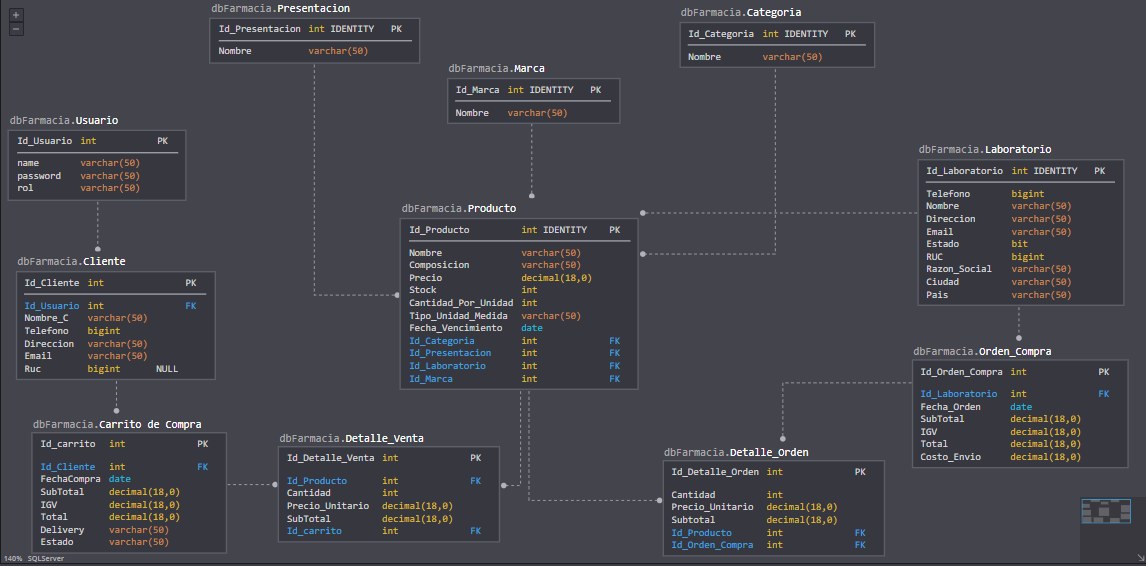 dbFarmacia.Presentacion
Id_Presentacion int IDENTITY PK
Nombre varchar(50)
dbFarmacia.Categoria
Id_Categoria int IDENTITY PK
Nombre varchar(50)
dbFarmacia.Marca
Id_Marca int IDENTITY PK
Nombre varchar(50)
dbFarmacia.Usuario
Id_Usuario int PK
name varchar(50)
password varchar(50)
rol varchar(50)
dbFarmacia.Laboratorio
Id_Laboratorio int IDENTITY PK
Telefono bigint
Nombre varchar(50)
Direccion varchar(50)
Email varchar(50)
Estado bit
RUC bigint
Razon_Social varchar(50)
Ciudad varchar(50)
Pais varchar(50)
dbFarmacia.Producto
Id_Producto int IDENTITY PK
Nombre varchar(50)
Composicion varchar(50)
Precio decimal(18,0)
Stock int
Cantidad_Por_Unidad int
Tipo_Unidad_Medida varchar(50)
Fecha_Vencimiento date
Id_Categoria int FK
Id_Presentacion int FK
Id_Laboratorio int FK
Id_Marca int FK
dbFarmacia.Cliente
Id_Cliente int PK
Id_Usuario int FK
Nombre_C varchar(50)
Telefono bigint
Direccion varchar(50)
Email varchar(50)
Ruc bigint NULL
dbFarmacia.Orden_Compra
Id_Orden_Compra int PK
Id_Laboratorio int FK
Fecha_Orden date
SubTotal decimal(18,0)
IGV decimal(18,0)
Total decimal(18,0)
Costo_Envio decimal(18,0)
dbFarmacia.Carrito de Compra
Id_carrito int PK
Id_Cliente int FK
FechaCompra date
SubTotal decimal(18,0)
IGV decimal(18,0)
Total decimal(18,0)
Delivery varchar(50)
Estado varchar(50)
dbFarmacia.Detalle_Venta
Id_Detalle_Venta int PK
Id_Producto int FK
Cantidad int
Precio_Unitario decimal(18,0)
SubTotal decimal(18,0)
Id_carrito int FK
dbFarmacia.Detalle_Orden
Id_Detalle_Orden int PK
Cantidad int
Precio_Unitario decimal(18,0)
Subtotal decimal(18,0)
Id_Producto int FK
Id_Orden_Compra int FK
140% SQLServer